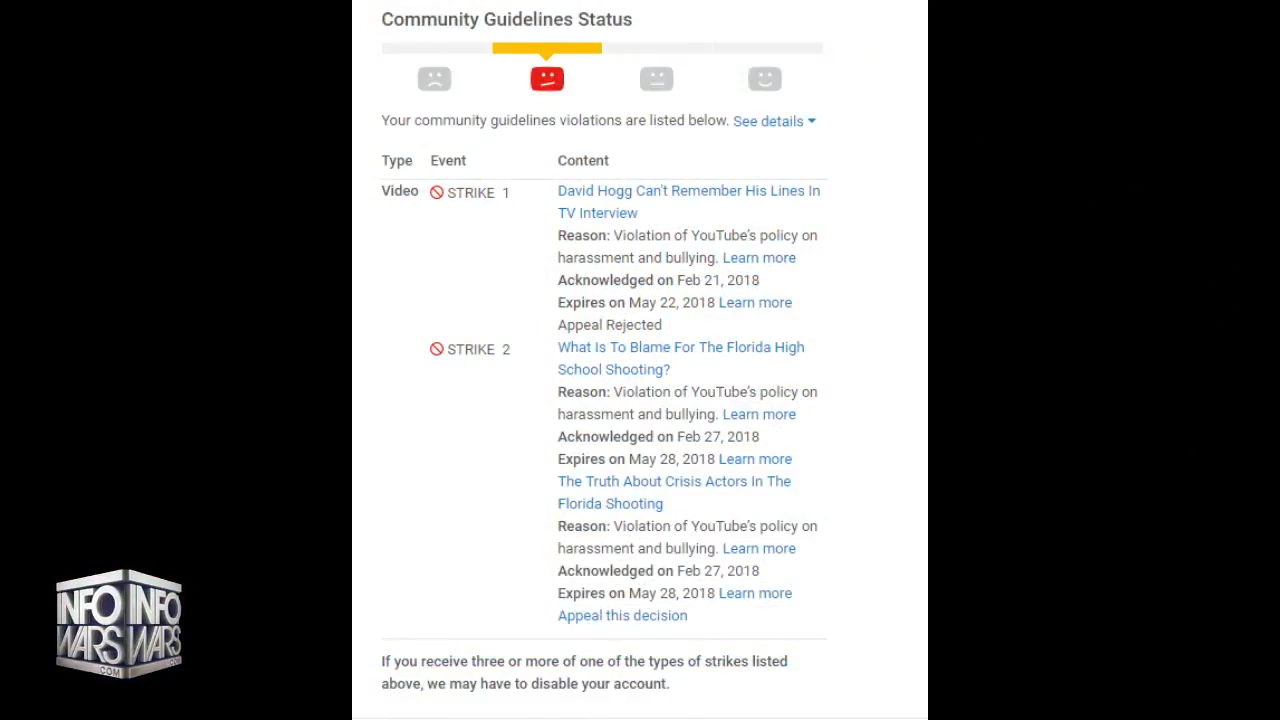 Community Guidelines Status
Your community guidelines violations are listed below. See details
Type Event Content
Video STRIKE 1 David Hogg Can't Remember His Lines In
TV Interview
Reason: Violation of YouTube's policy on
harassment and bullying. Learn more
Acknowledged on Feb 21, 2018
Expires on May 22, 2018 Learn more
Appeal Rejected
STRIKE 2 What Is To Blame For The Florida High
School Shooting?
Reason: Violation of YouTube's policy on
harassment and bullying. Learn more
Acknowledged on Feb 27, 2018
Expires on May 28, 2018 Learn more
The Truth About Crisis Actors In The
Florida Shooting
Reason: Violation of YouTube's policy on
harassment and bullying. Learn more
Acknowledged on Feb 27, 2018
Expires on May 28, 2018 Learn more
Appeal this decision
If you receive three or more of one of the types of strikes listed
above, we may have to disable your account.
INFO INFO
WARS WARS
.COM .COM